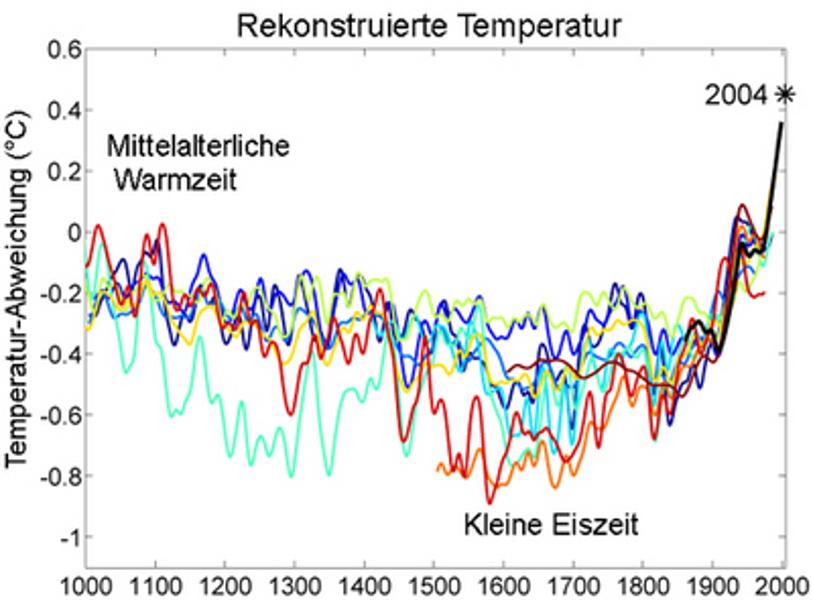 Rekonstruierte Temperatur
Temperatur-Abweichung (°C)
0.6
0.4
0.2
0
-0.2
-0.4
-0.6
-0.8
-1
2004 *
Mittelalterliche
Warmzeit
Kleine Eiszeit
1000 1100 1200 1300 1400 1500 1600 1700 1800 1900 2000